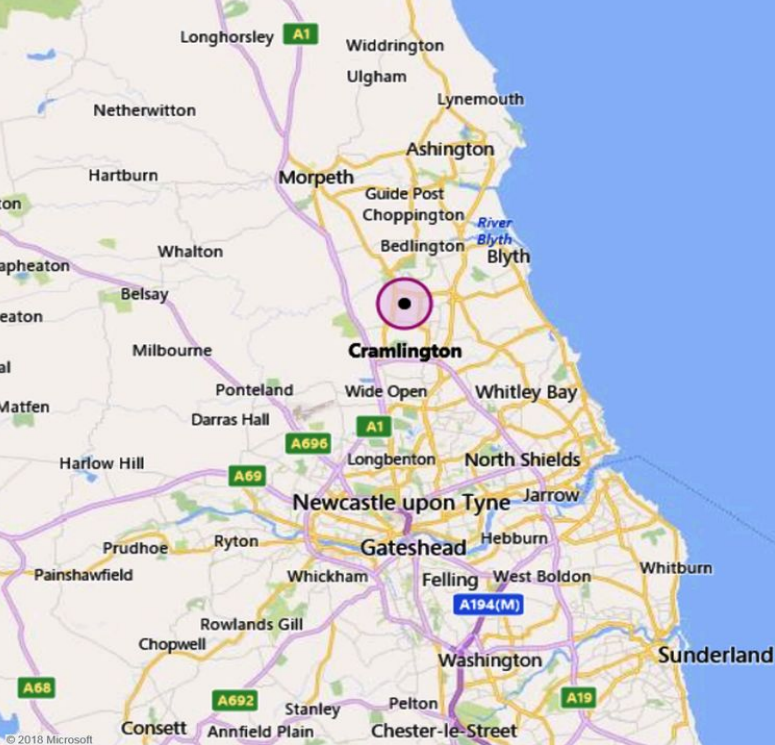 Longhorsley
A1
Widdrington
Ulgham
Netherwitton
Lynemouth
Ashington
Hartburn
Morpeth
Guide Post
ton
Choppington
River
Blyth
Bedlington
Whalton
Blyth
apheaton
Belsay
eaton
Milbourne
Cramlington
al
Ponteland
Wide Open
Whitley Bay
Matfen
Darras Hall
A1
A696
Harlow Hill
Longbenton
North Shields
A69
Newcastle upon Tyne
Jarrow
Prudhoe
Ryton
Gateshead
Hebburn
Painshawfield
Whickham
Felling
West Boldon
Whitburn
A194(M)
Rowlands Gill
Chopwell
Washington
Sunderland
A68
A692
Stanley
Pelton
A19
Consett
Annfield Plain
Chester-le-Street
© 2018 Microsoft